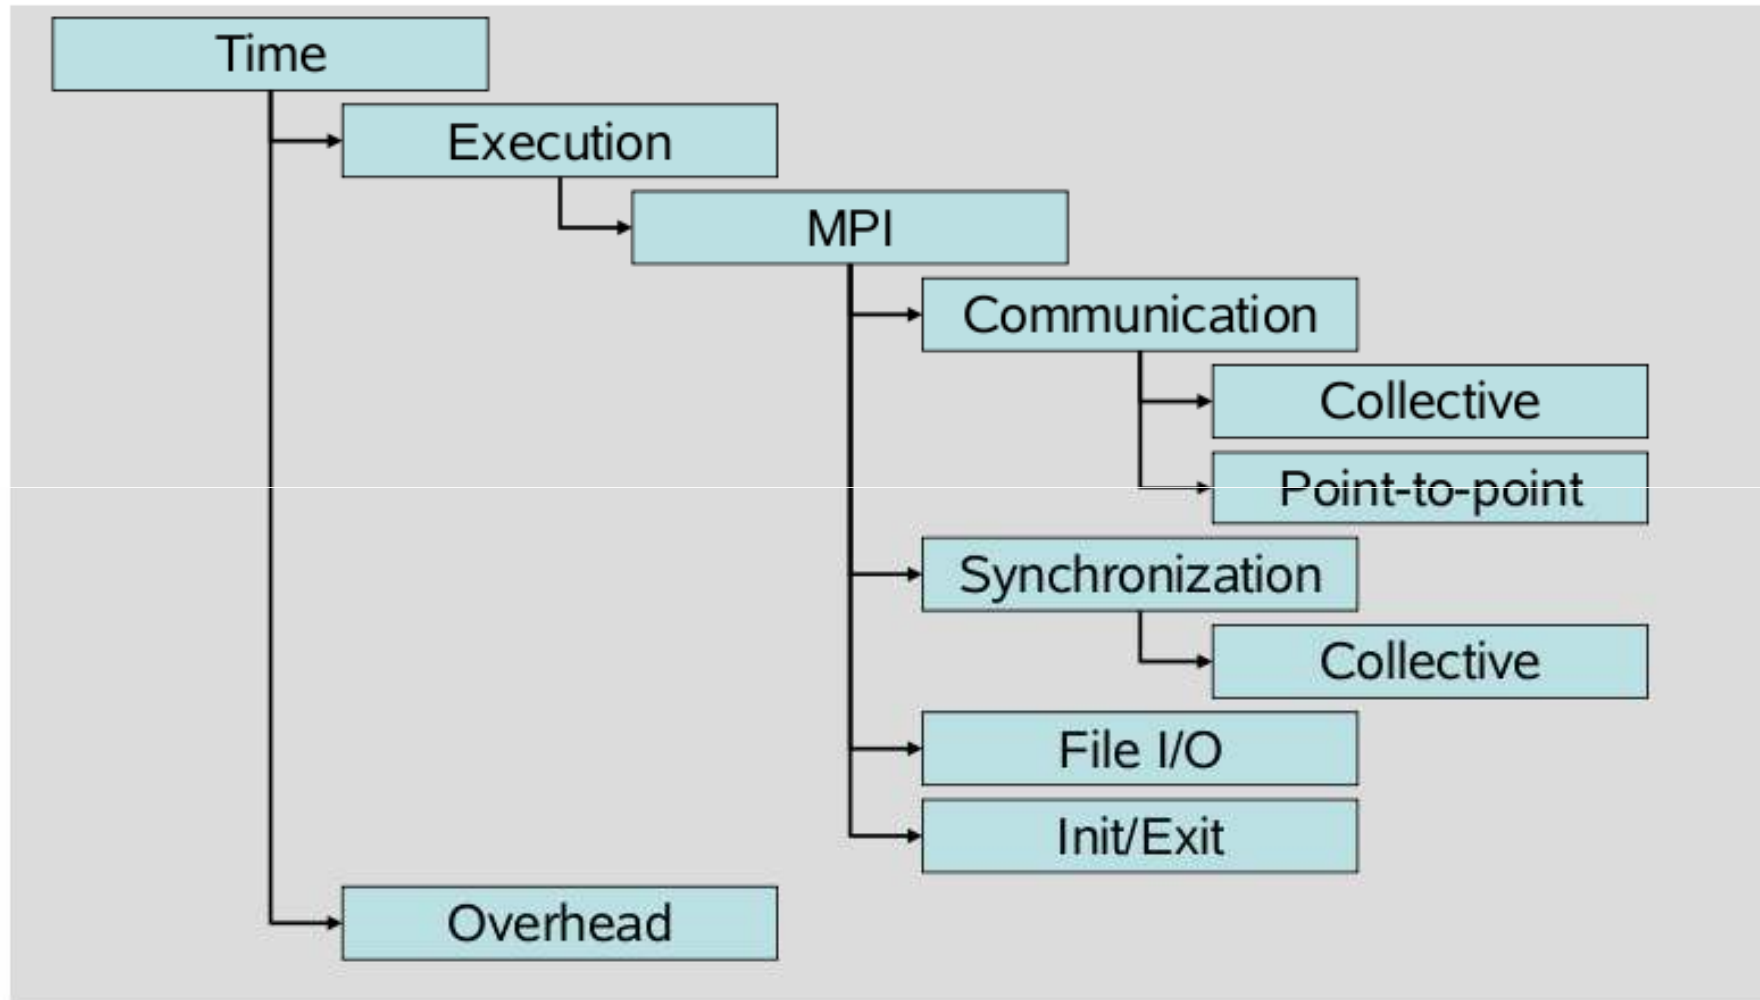 Time
Execution
MPI
Communication
Collective
Point-to-point
Synchronization
Collective
File I/O
Init/Exit
Overhead